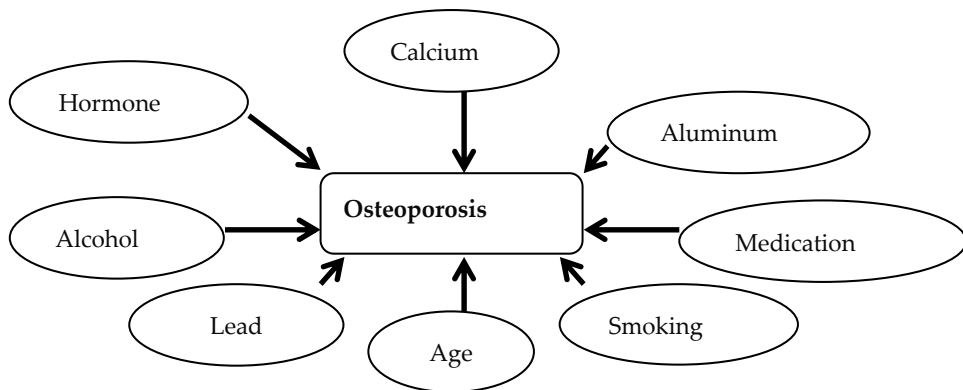 Calcium
Hormone
Aluminum
Osteoporosis
Alcohol
Medication
Lead
Smoking
Age